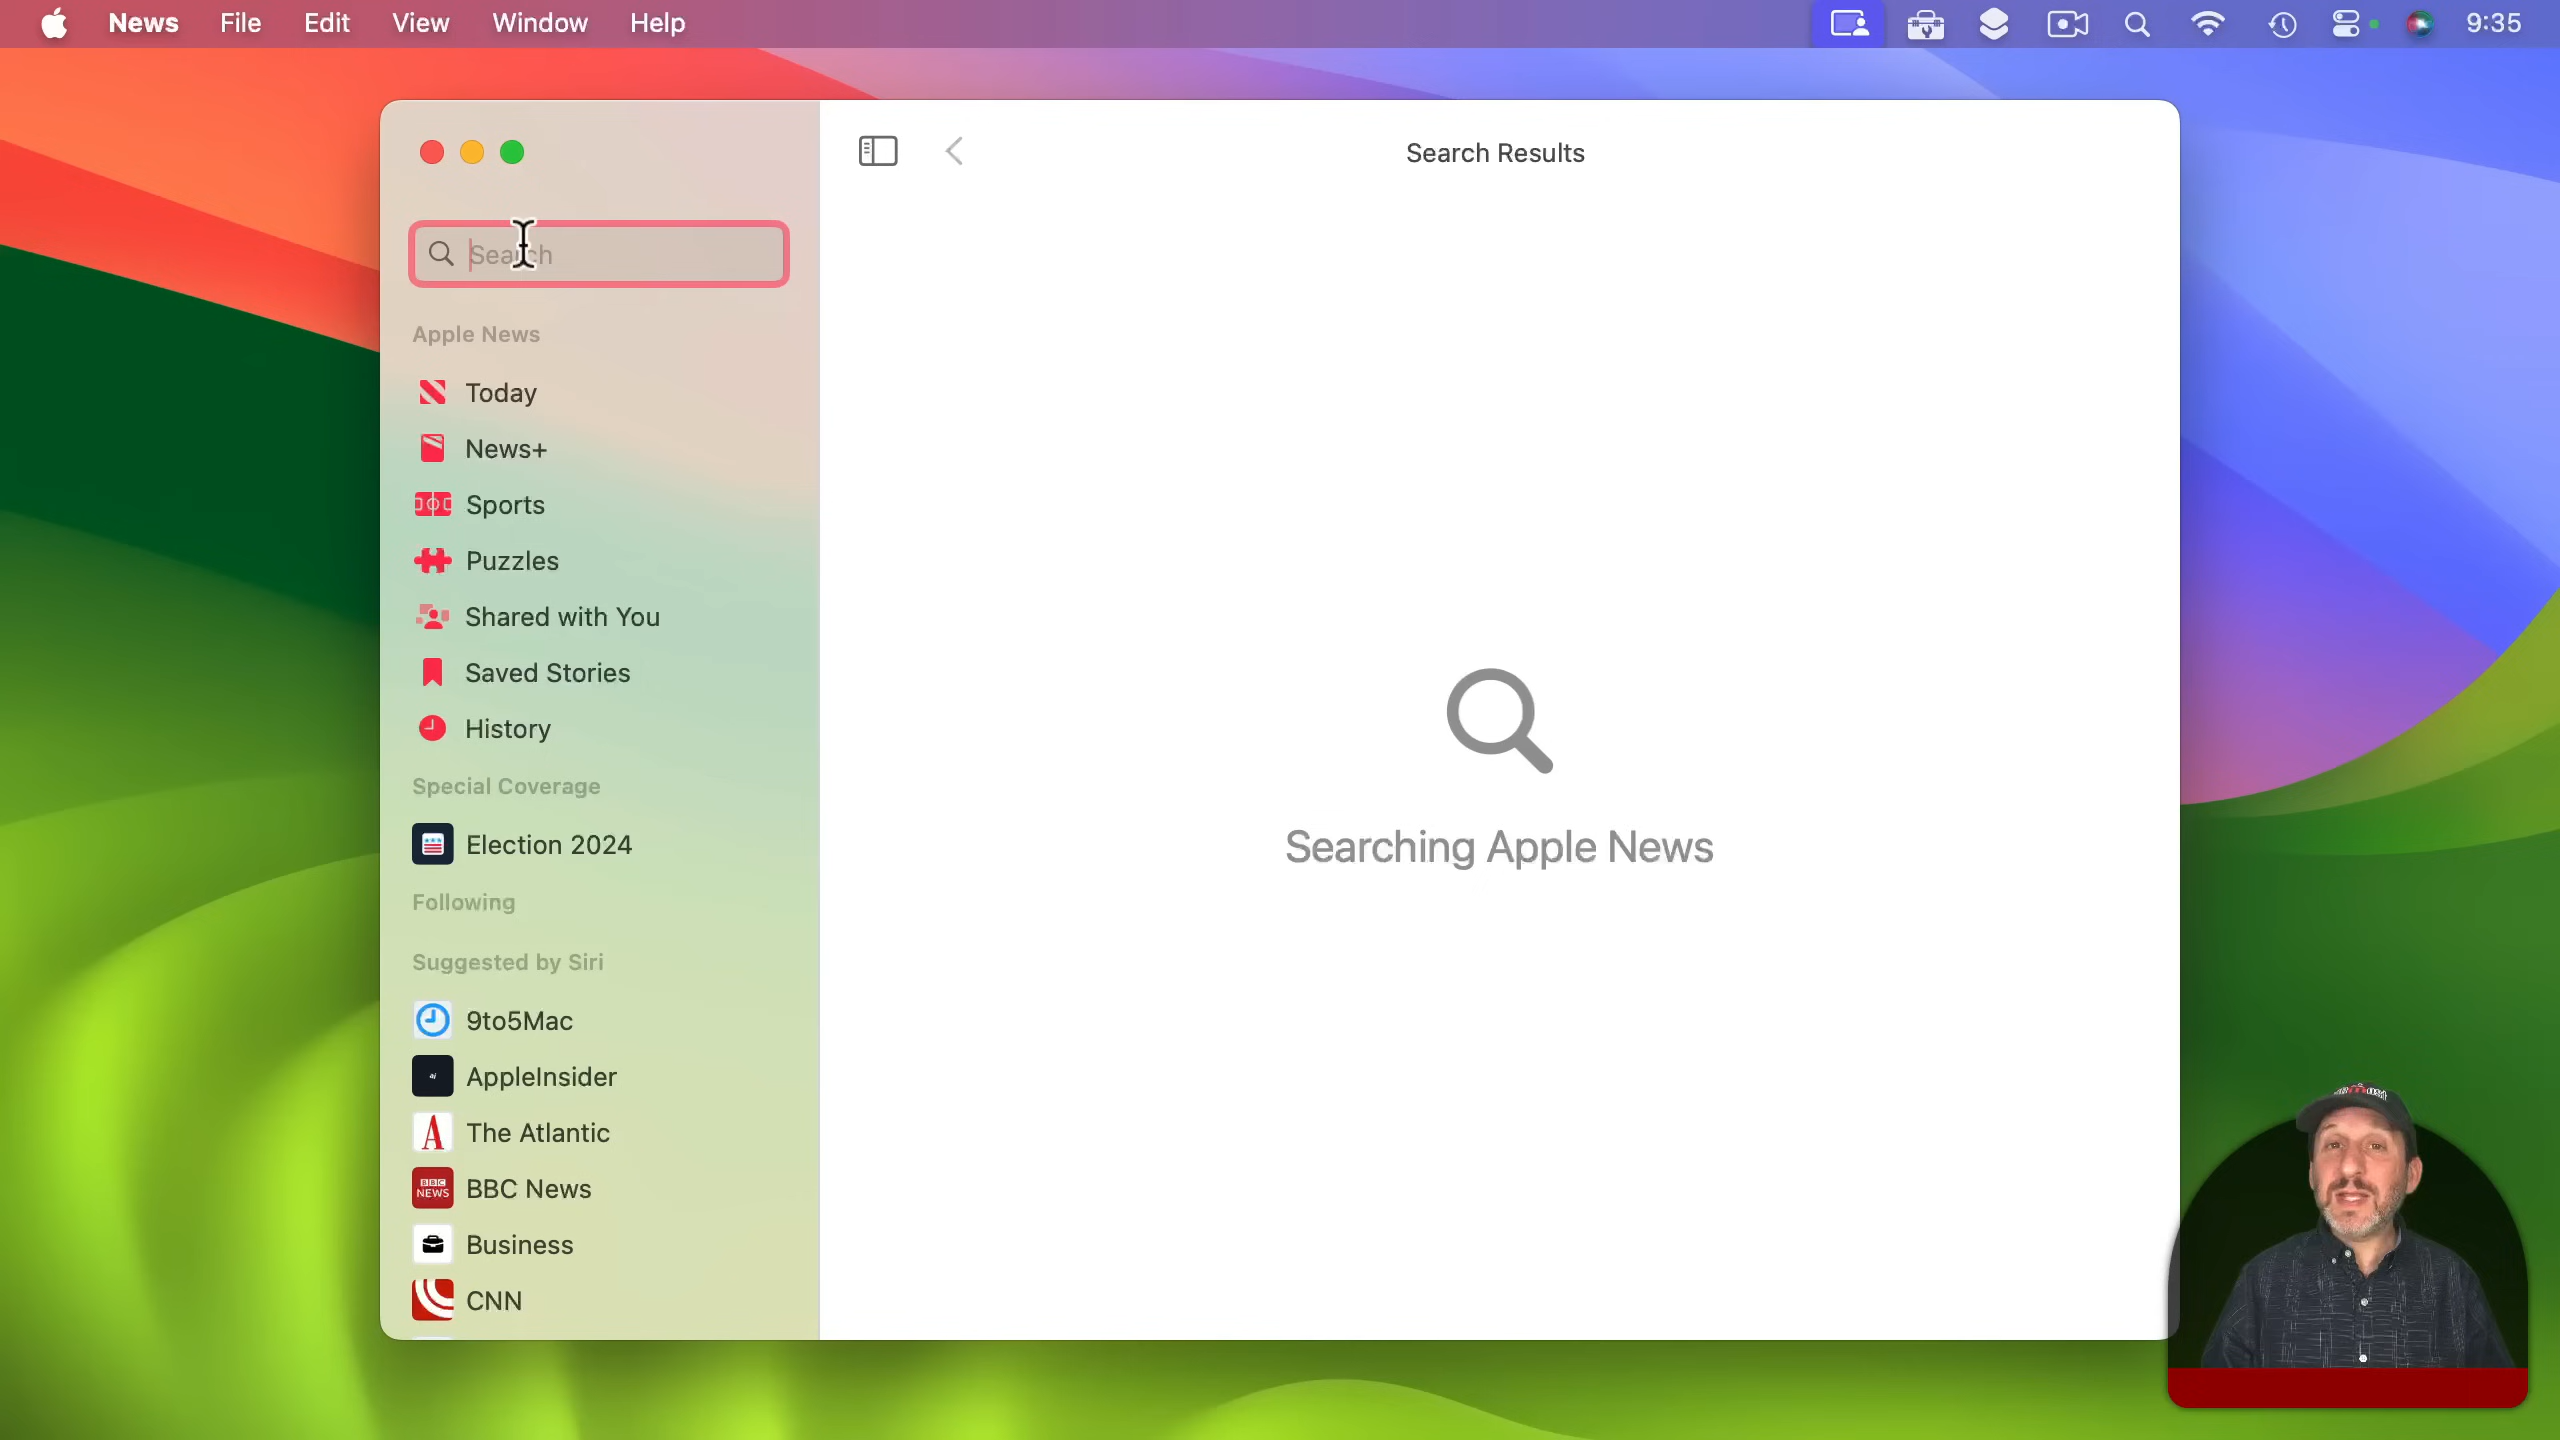 News File Edit View Window Help 9:35
Search Results
Search
Apple News
Today
News+
Sports
Puzzles
Shared with You
Saved Stories
History
Special Coverage
Election 2024
Following
Suggested by Siri
9to5Mac
AppleInsider
The Atlantic
BBC NEWS BBC News
Business
CNN
Searching Apple News